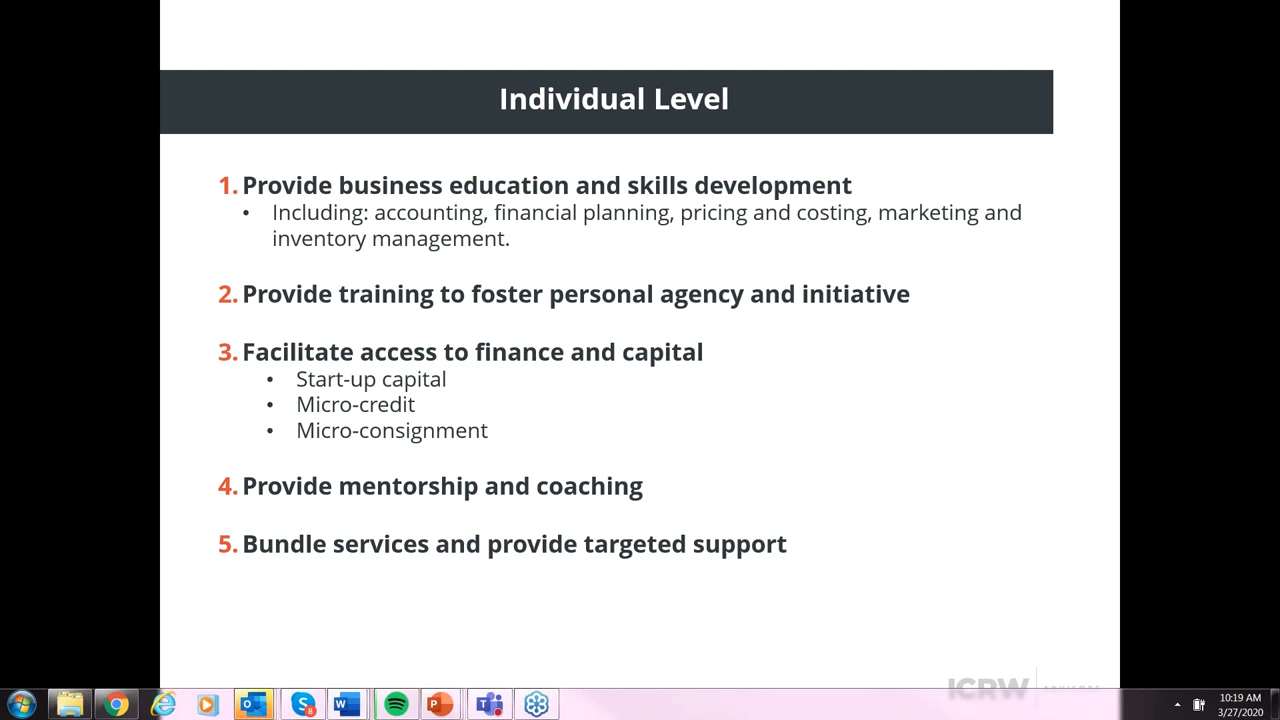 Individual Level
1. Provide business education and skills development
• Including: accounting, financial planning, pricing and costing, marketing and
inventory management.
2. Provide training to foster personal agency and initiative
3. Facilitate access to finance and capital
• Start-up capital
• Micro-credit
• Micro-consignment
4. Provide mentorship and coaching
5. Bundle services and provide targeted support
ICRW
10:19 AM
3/27/2020